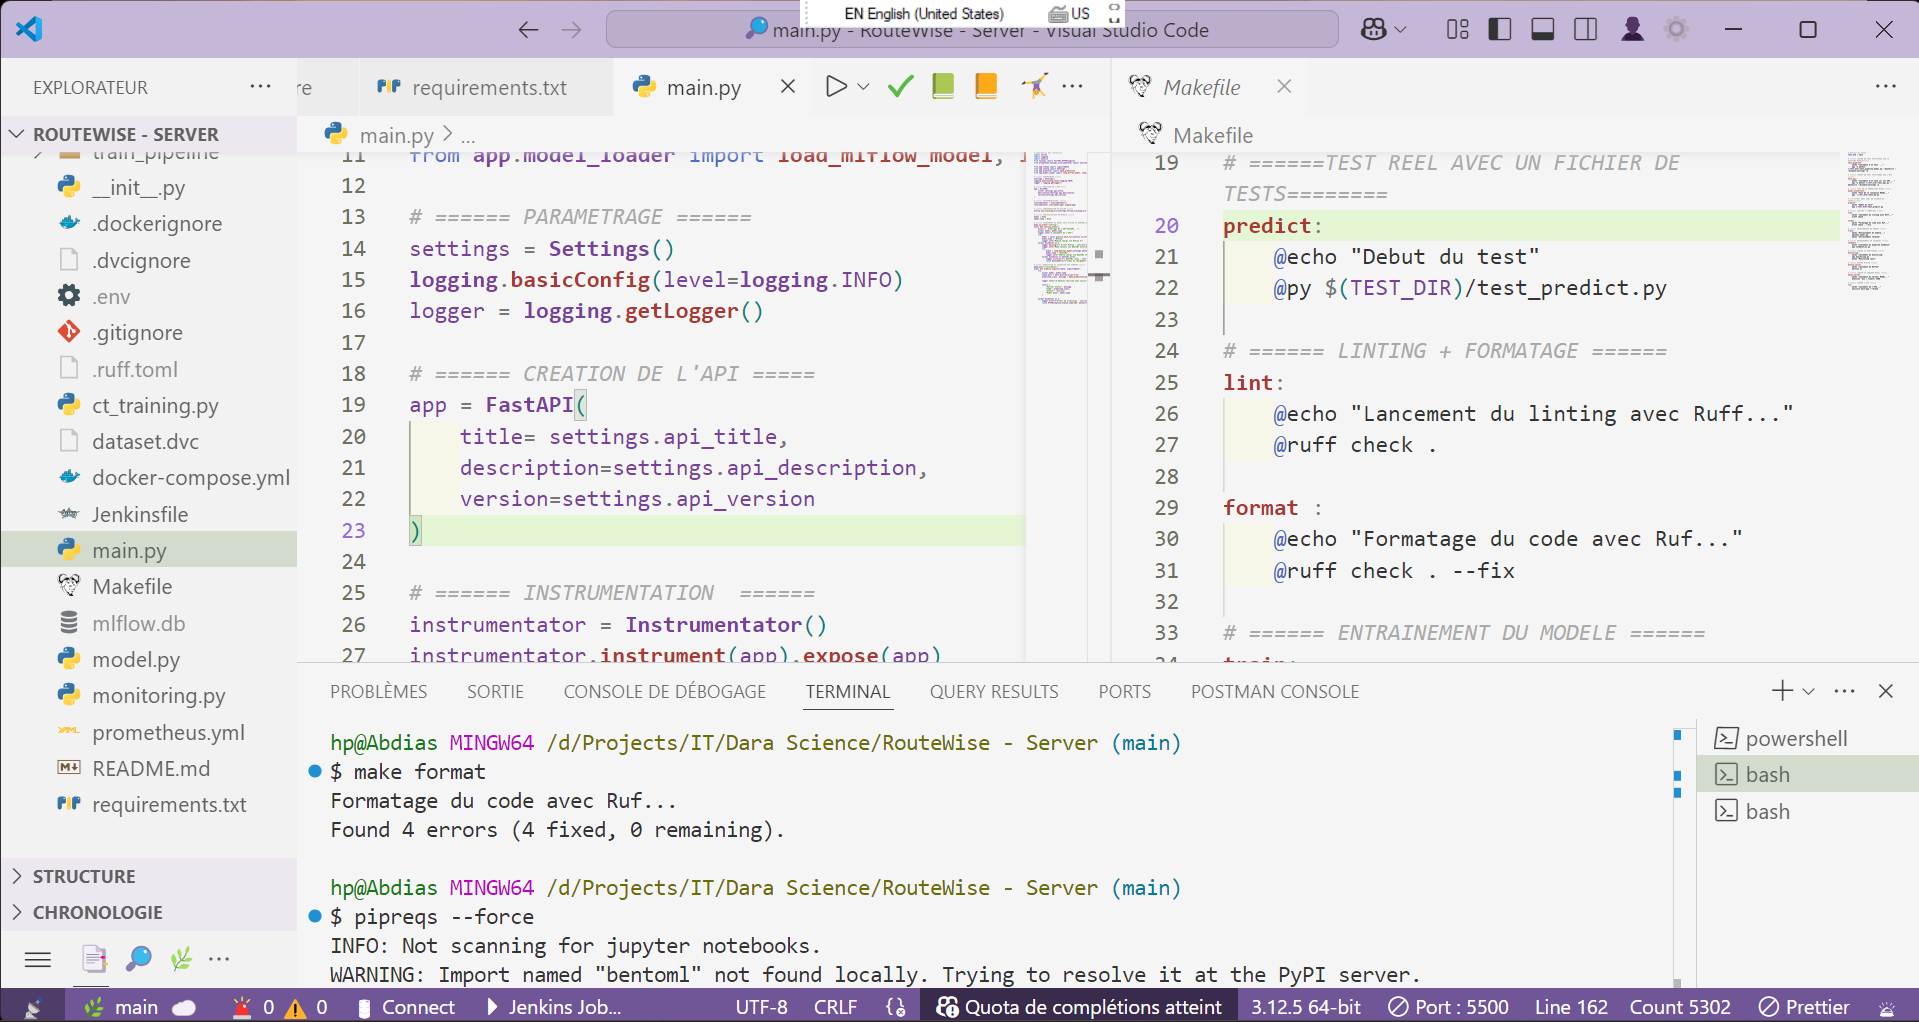 EN English (United States) US
main.py - RouteWise - Server - Visual Studio Code
EXPLORATEUR
ROUTEWISE - SERVER
train_pipeline
__init__.py
.dockerignore
.dvcignore
.env
.gitignore
.ruff.toml
ct_training.py
dataset.dvc
docker-compose.yml
Jenkinsfile
main.py
Makefile
mlflow.db
model.py
monitoring.py
prometheus.yml
README.md
requirements.txt
STRUCTURE
CHRONOLOGIE
re
requirements.txt
main.py
main.py > ...
11 from app.model_loader import load_mlflow_model,
12
13 # ====== PARAMETRAGE ======
14 settings = Settings()
15 logging.basicConfig(level=logging.INFO)
16 logger = logging.getLogger()
17
18 # ====== CREATION DE L'API =====
19 app = FastAPI(
20 title= settings.api_title,
21 description=settings.api_description,
22 version=settings.api_version
23 )
24
25 # ====== INSTRUMENTATION  ======
26 instrumentator = Instrumentator()
27 instrumentator.instrument(app).expose(app)
Makefile
Makefile
19 # ======TEST REEL AVEC UN FICHIER DE
TESTS========
20 predict:
21 @echo "Debut du test"
22 @py $(TEST_DIR)/test_predict.py
23
24 # ====== LINTING + FORMATAGE ======
25 lint:
26 @echo "Lancement du linting avec Ruff..."
27 @ruff check .
28
29 format :
30 @echo "Formatage du code avec Ruf..."
31 @ruff check . --fix
32
33 # ====== ENTRAINEMENT DU MODELE ======
34 train:
PROBLÈMES SORTIE CONSOLE DE DÉBOGAGE TERMINAL QUERY RESULTS PORTS POSTMAN CONSOLE
hp@Abdias MINGW64 /d/Projects/IT/Dara Science/RouteWise - Server (main)
$ make format
Formatage du code avec Ruf...
Found 4 errors (4 fixed, 0 remaining).
hp@Abdias MINGW64 /d/Projects/IT/Dara Science/RouteWise - Server (main)
$ pipreqs --force
INFO: Not scanning for jupyter notebooks.
WARNING: Import named "bentoml" not found locally. Trying to resolve it at the PyPI server.
powershell
bash
bash
main 0 0 Connect Jenkins Job... UTF-8 CRLF Quota de complétions atteint 3.12.5 64-bit Port : 5500 Line 162 Count 5302 Prettier